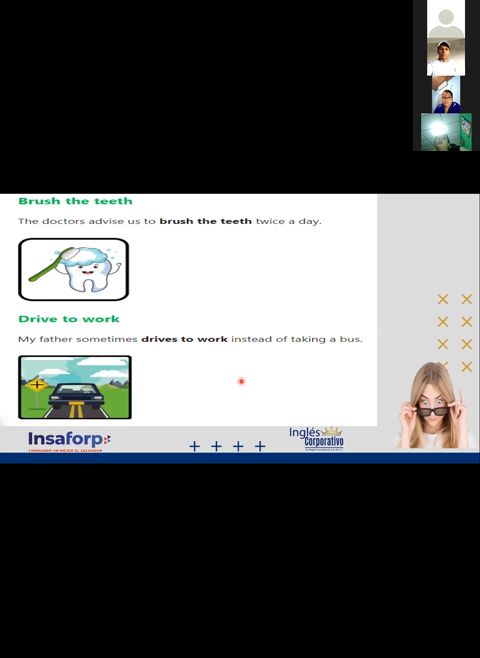 Brush the teeth
The doctors advise us to brush the teeth twice a day.
Drive to work
My father sometimes drives to work instead of taking a bus.
Insaforp
FORMANDO UN MEJOR EL SALVADOR
Inglés
Corporativo